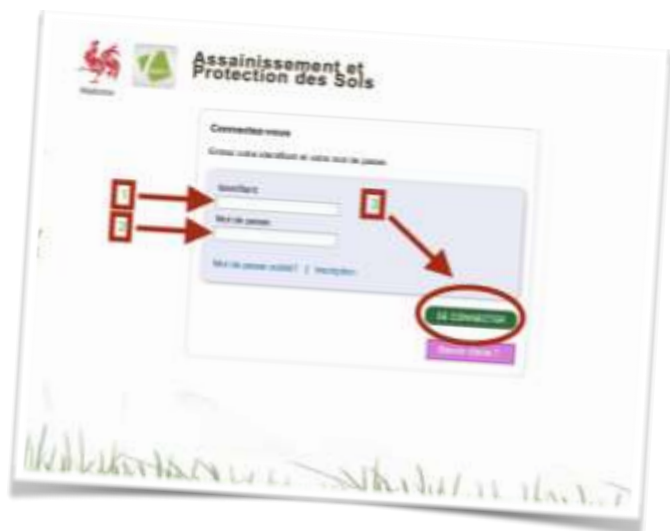 Assainissement et
Protection des Sols
Connectez-vous
Entrez votre identifiant et votre mot de passe
Identifiant
1
3
Mot de passe
2
Mot de passe oublié? | Inscription
SE CONNECTER